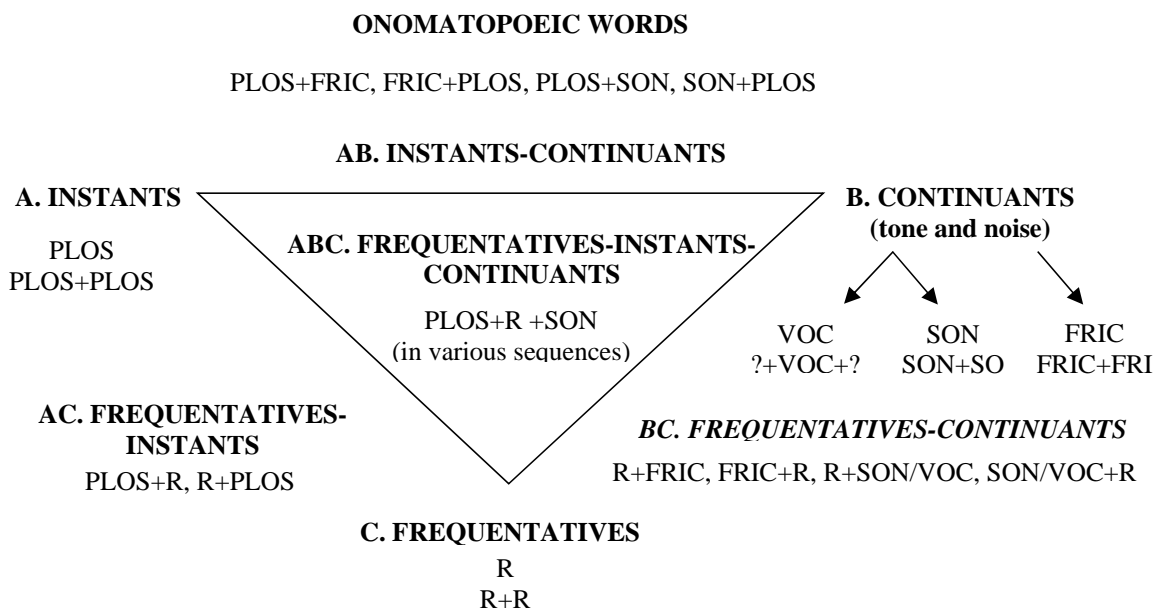 ONOMATOPOEIC WORDS
PLOS+FRIC, FRIC+PLOS, PLOS+SON, SON+PLOS
AB. INSTANTS-CONTINUANTS
A. INSTANTS
PLOS
PLOS+PLOS
B. CONTINUANTS
(tone and noise)
ABC. FREQUENTATIVES-INSTANTS-
CONTINUANTS
PLOS+R +SON
(in various sequences)
VOC
?+VOC+?
SON
SON+SO
FRIC
FRIC+FRI
AC. FREQUENTATIVES-
INSTANTS
PLOS+R, R+PLOS
BC. FREQUENTATIVES-CONTINUANTS
R+FRIC, FRIC+R, R+SON/VOC, SON/VOC+R
C. FREQUENTATIVES
R
R+R